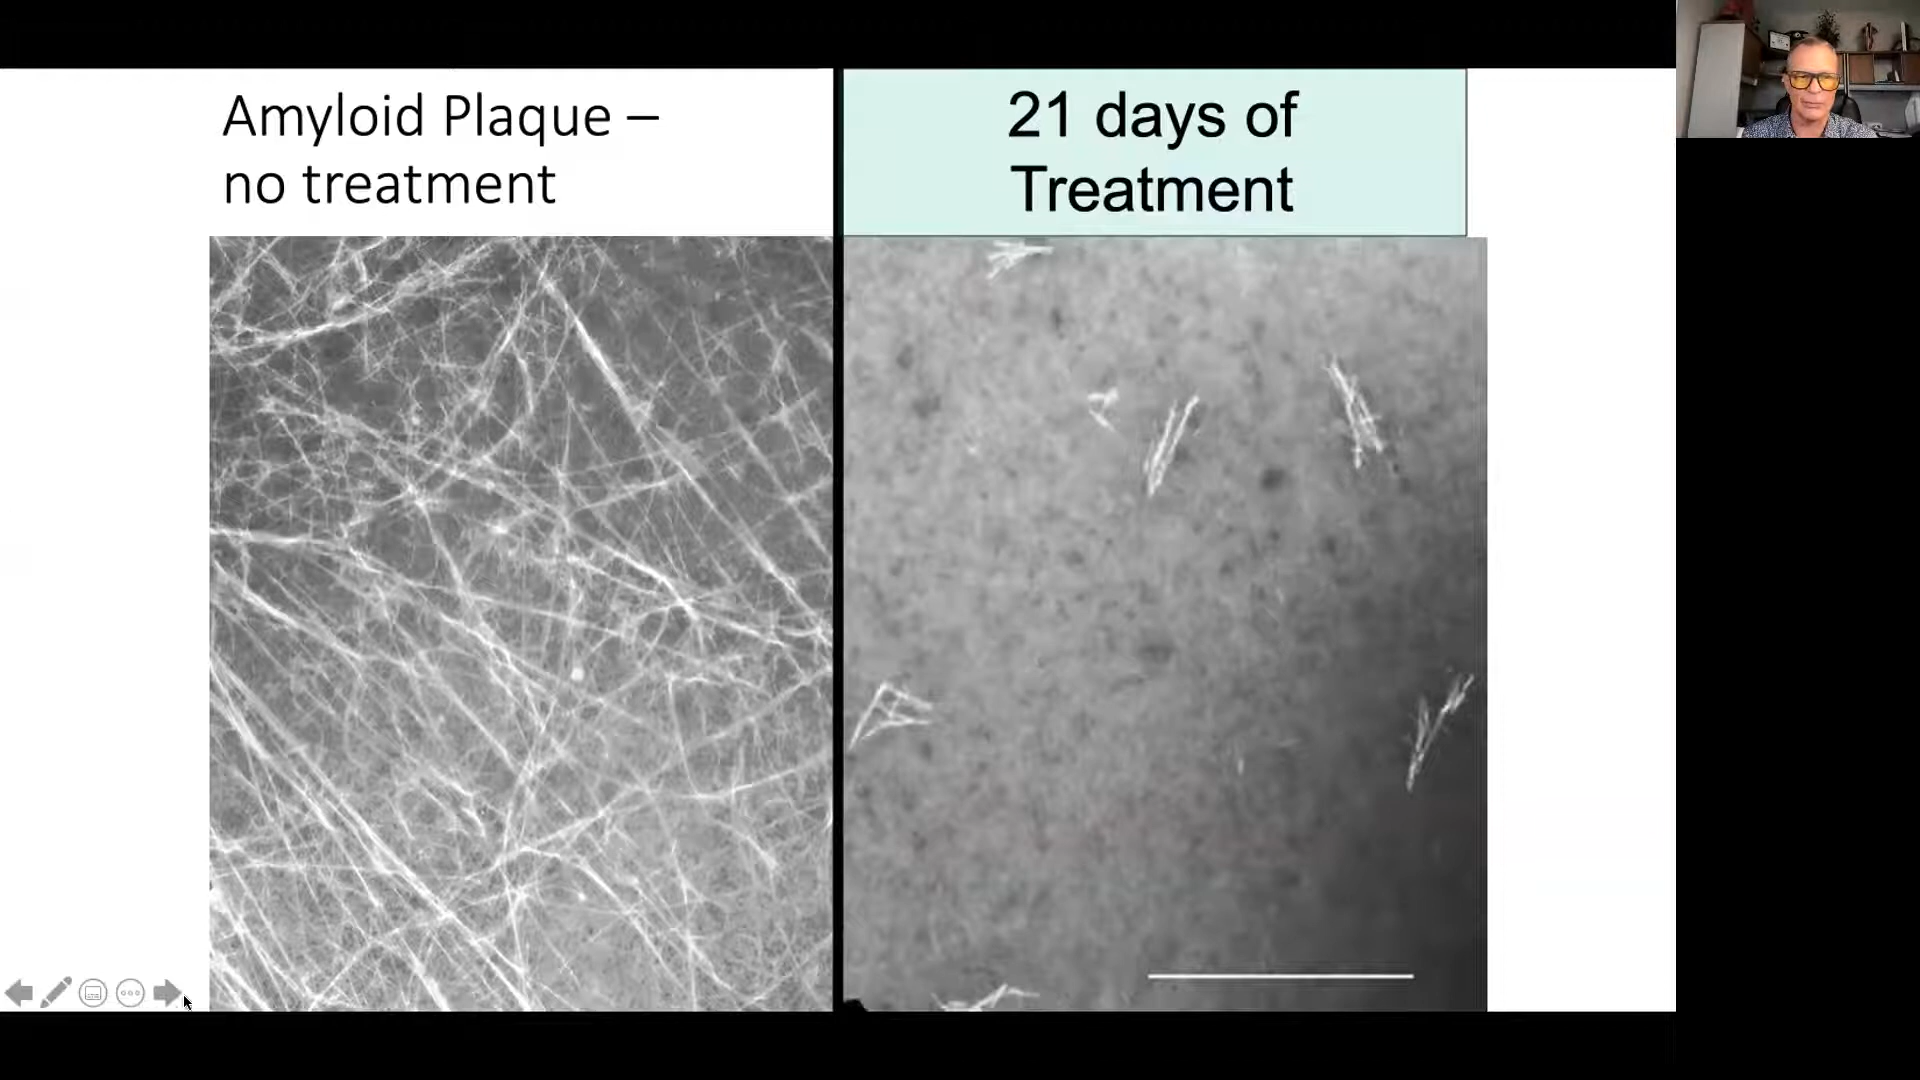 Amyloid Plaque –
no treatment
21 days of
Treatment